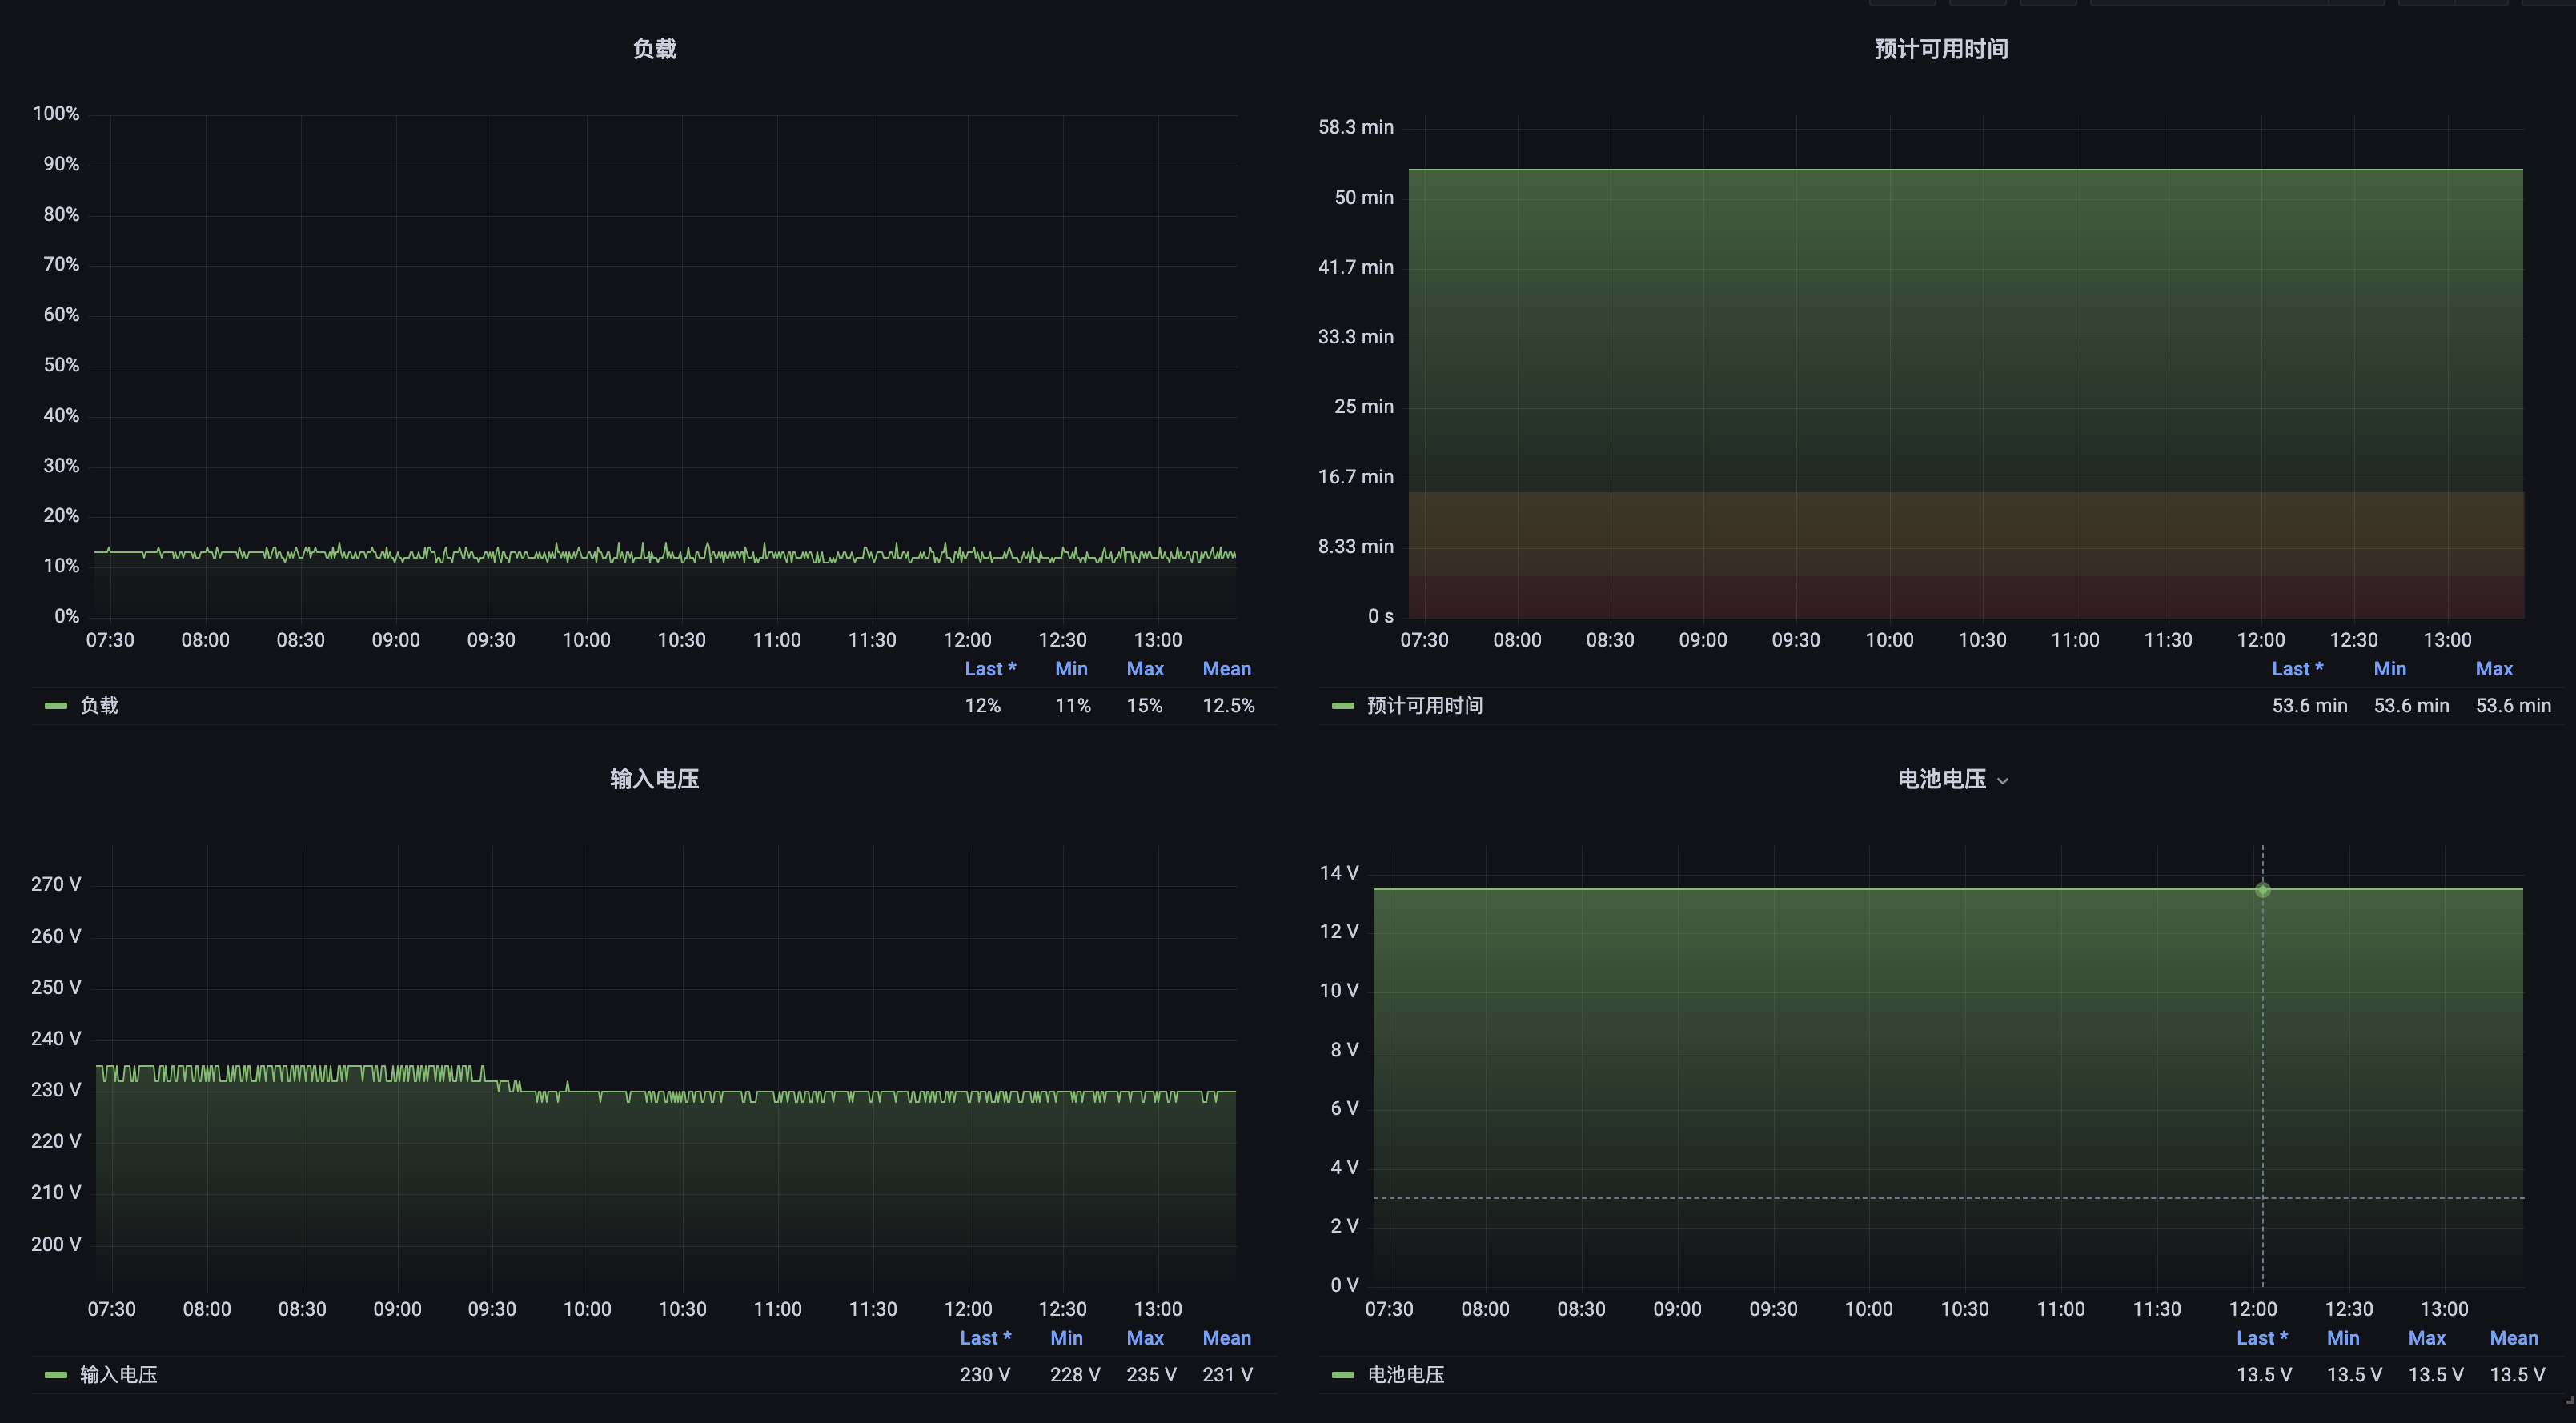 负载
100%
90%
80%
70%
60%
50%
40%
30%
20%
10%
0%
07:30 08:00 08:30 09:00 09:30 10:00 10:30 11:00 11:30 12:00 12:30 13:00
Last * Min Max Mean
负载 12% 11% 15% 12.5%
预计可用时间
58.3 min
50 min
41.7 min
33.3 min
25 min
16.7 min
8.33 min
0 s
07:30 08:00 08:30 09:00 09:30 10:00 10:30 11:00 11:30 12:00 12:30 13:00
Last * Min Max
预计可用时间 53.6 min 53.6 min 53.6 min
输入电压
270 V
260 V
250 V
240 V
230 V
220 V
210 V
200 V
07:30 08:00 08:30 09:00 09:30 10:00 10:30 11:00 11:30 12:00 12:30 13:00
Last * Min Max Mean
输入电压 230 V 228 V 235 V 231 V
电池电压
14 V
12 V
10 V
8 V
6 V
4 V
2 V
0 V
07:30 08:00 08:30 09:00 09:30 10:00 10:30 11:00 11:30 12:00 12:30 13:00
Last * Min Max Mean
电池电压 13.5 V 13.5 V 13.5 V 13.5 V